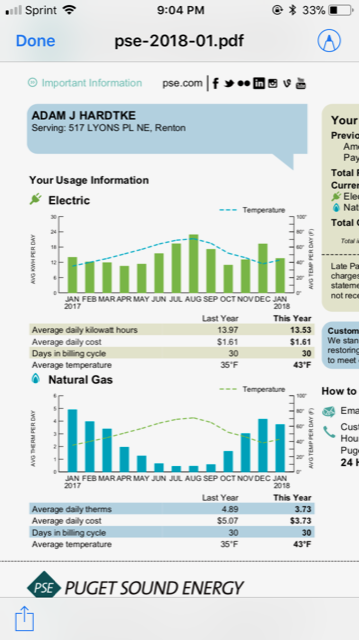 Sprint 9:04 PM 33%
Done pse-2018-01.pdf
Important Information pse.com
ADAM J HARDTKE
Serving: 517 LYONS PL NE, Renton
Your Usage Information
Electric
Temperature
AVG KWH PER DAY
30
24
18
12
6
0
100°
80°
60°
40°
20°
0°
AVG TEMP PER DAY (F)
JAN FEB MAR APR MAY JUN JUL AUG SEP OCT NOV DEC JAN
2017 2018
Last Year This Year
Average daily kilowatt hours 13.97 13.53
Average daily cost $1.61 $1.61
Days in billing cycle 30 30
Average temperature 35°F 43°F
Natural Gas
Temperature
AVG THERM PER DAY
6
5
4
3
2
1
0
100°
80°
60°
40°
20°
0°
AVG TEMP PER DAY (F)
JAN FEB MAR APR MAY JUN JUL AUG SEP OCT NOV DEC JAN
2017 2018
Last Year This Year
Average daily therms 4.89 3.73
Average daily cost $5.07 $3.73
Days in billing cycle 30 30
Average temperature 35°F 43°F
PSE PUGET SOUND ENERGY
Your
Previo
Amo
Pay
Total
Curren
Elec
Nat
Total
Total
Late Pa
charges
stateme
not rece
Custom
We stan
restoring
to meet
How to
Ema
Cust
Hou
Puge
24 H